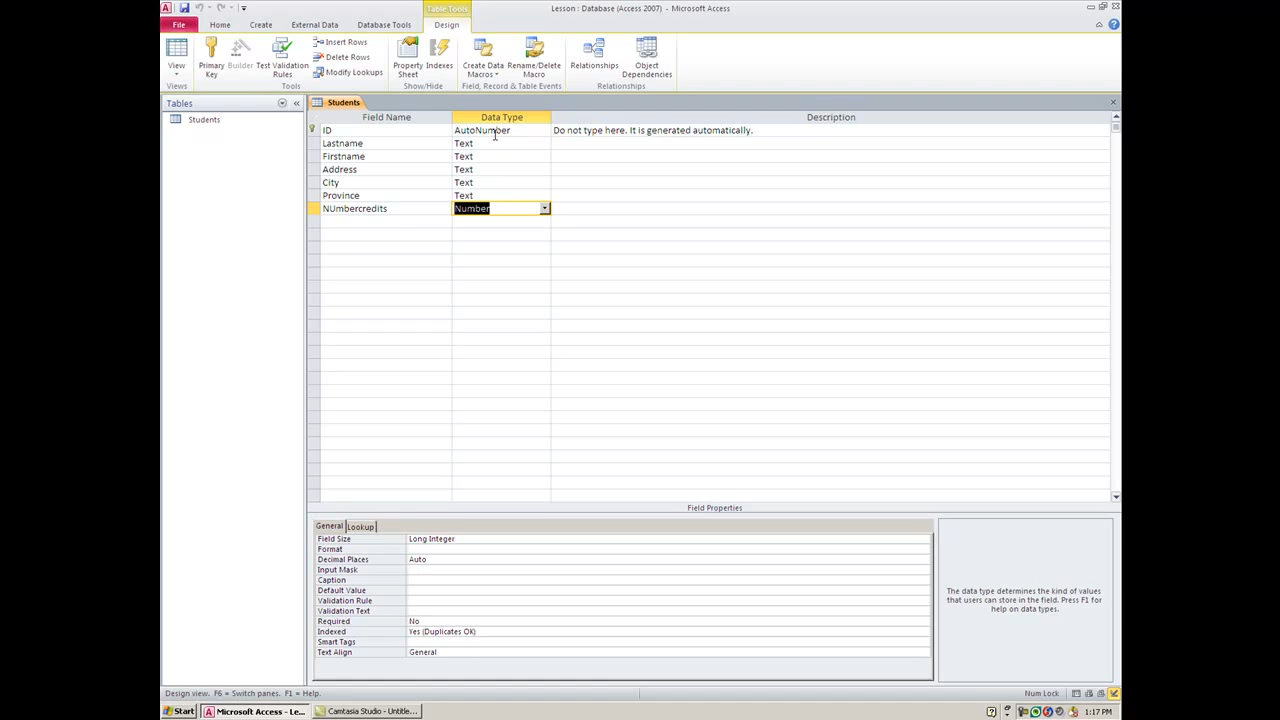 Table Tools
Lesson : Database (Access 2007) - Microsoft Access
File Home Create External Data Database Tools Design
View
Primary Key
Builder
Test Validation Rules
Insert Rows
Delete Rows
Modify Lookups
Property Sheet
Indexes
Create Data Macros
Rename/Delete Macro
Relationships
Object Dependencies
Views Tools Show/Hide Field, Record & Table Events Relationships
Tables
Students
Students
Field Name Data Type Description
ID AutoNumber Do not type here. It is generated automatically.
Lastname Text
Firstname Text
Address Text
City Text
Province Text
NUmbercredits Number
Field Properties
General Lookup
Field Size Long Integer
Format
Decimal Places Auto
Input Mask
Caption
Default Value
Validation Rule
Validation Text
Required No
Indexed Yes (Duplicates OK)
Smart Tags
Text Align General
The data type determines the kind of values
that users can store in the field. Press F1 for
help on data types.
Design view. F6 = Switch panes. F1 = Help. Num Lock
Start Microsoft Access - Le... Camtasia Studio - Untitle... 1:17 PM